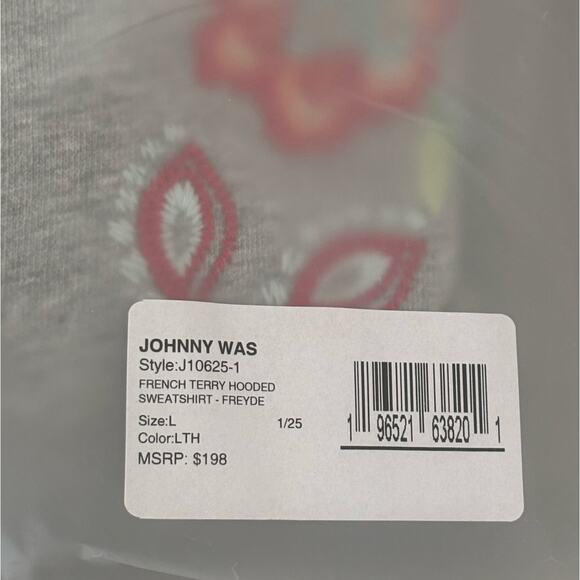 JOHNNY WAS
Style:J10625-1
FRENCH TERRY HOODED
SWEATSHIRT - FREYDE
Size:L 1/25
Color:LTH
MSRP: $198
1 96521 63820 1